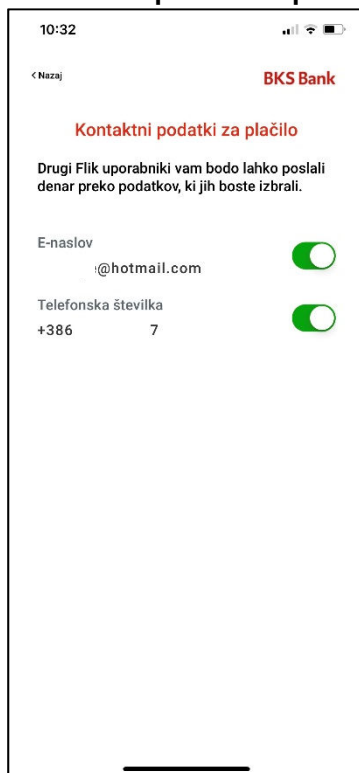 10:32
< Nazaj
BKS Bank
Kontaktni podatki za plačilo
Drugi Flik uporabniki vam bodo lahko poslali
denar preko podatkov, ki jih boste izbrali.
E-naslov
@hotmail.com
Telefonska številka
+386 7